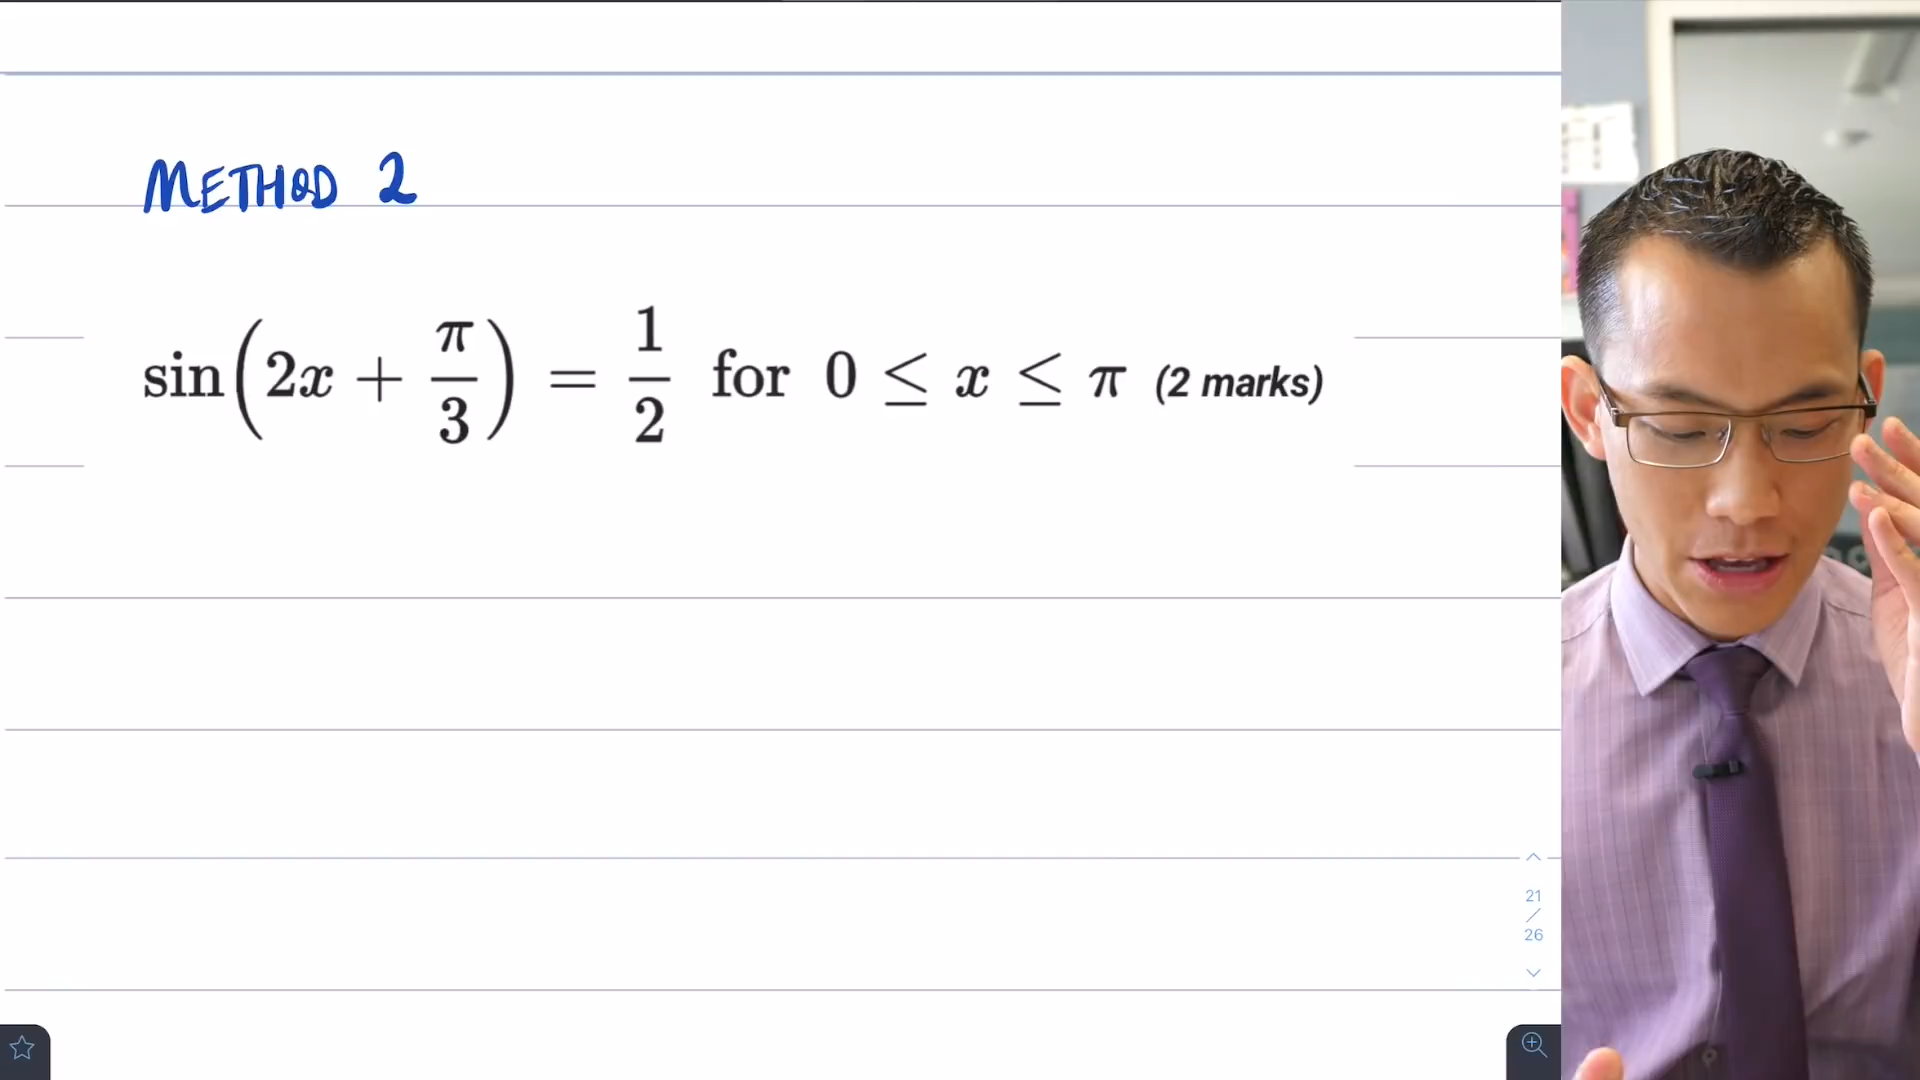 METHOD 2
sin(2x + π/3) = 1/2 for 0 ≤ x ≤ π (2 marks)
21
/
26